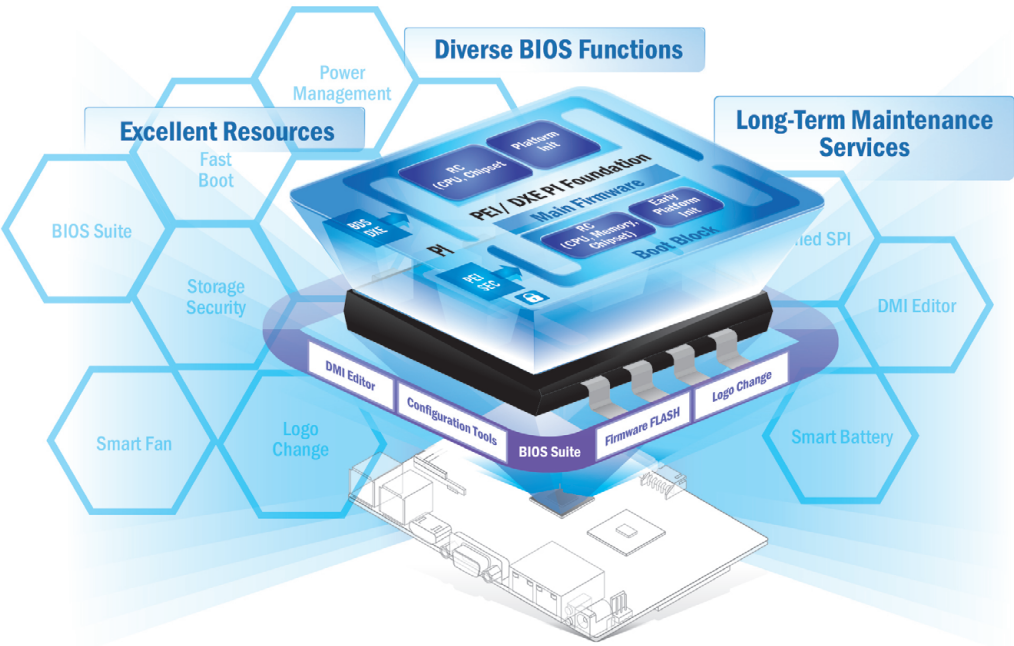 Diverse BIOS Functions
Power
Management
Excellent Resources
Long-Term Maintenance
Services
Fast
Boot
BIOS Suite
Storage
Security
Smart Fan
Logo
Change
RC
(CPU, Chipset
Platform
Init
PEI/ DXE PI Foundation
Main Firmware
BDS
DXE
PI
RC
(CPU, Memory,
Chipset)
Early
Platform
Init
Boot Block
PEI
SEC
SPI
DMI Editor
Smart Battery
DMI Editor
Configuration Tools
BIOS Suite
Firmware FLASH
Logo Change